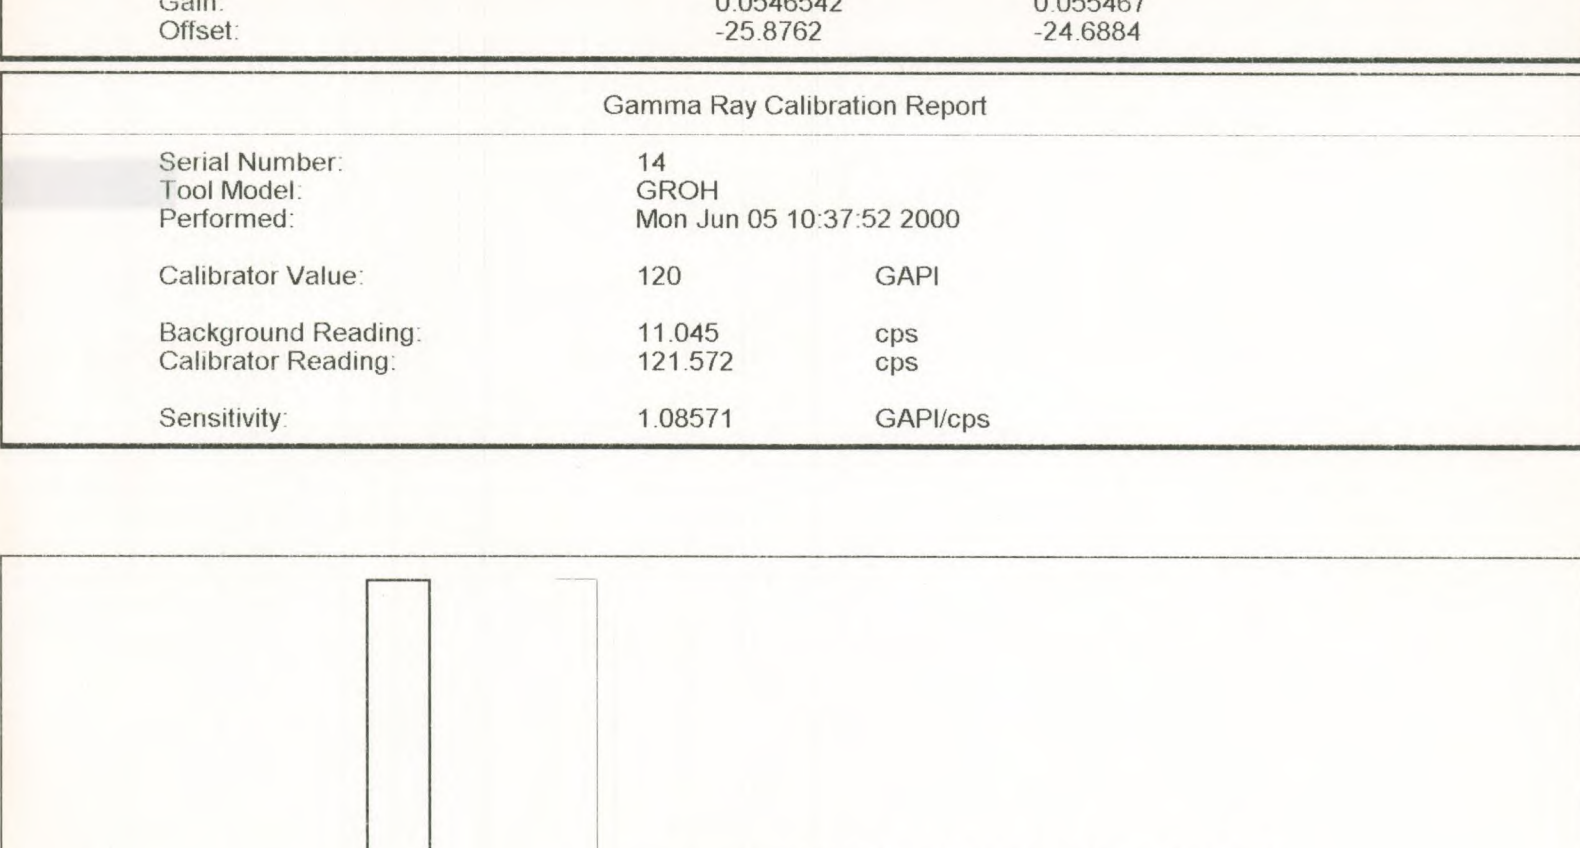 Gain: 0.0546542 0.055467
Offset: -25.8762 -24.6884
Gamma Ray Calibration Report
Serial Number: 14
Tool Model: GROH
Performed: Mon Jun 05 10:37:52 2000
Calibrator Value: 120 GAPI
Background Reading: 11.045 cps
Calibrator Reading: 121.572 cps
Sensitivity: 1.08571 GAPI/cps